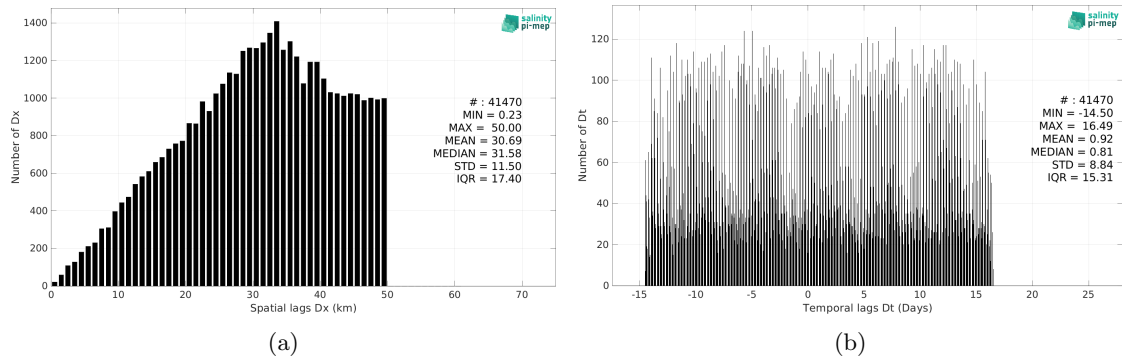 salinity
pi-mep
1400
1200
1000
800
600
400
200
0
Number of Dx
# : 41470
MIN = 0.23
MAX = 50.00
MEAN = 30.69
MEDIAN = 31.58
STD = 11.50
IQR = 17.40
0 10 20 30 40 50 60 70
Spatial lags Dx (km)
(a)
salinity
pi-mep
120
100
80
60
40
20
0
Number of Dt
# : 41470
MIN = -14.50
MAX = 16.49
MEAN = 0.92
MEDIAN = 0.81
STD = 8.84
IQR = 15.31
-15 -10 -5 0 5 10 15 20 25
Temporal lags Dt (Days)
(b)